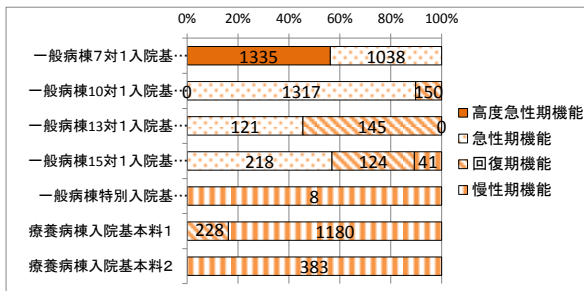 0% 20% 40% 60% 80% 100%
一般病棟7対1入院基… 1335 1038
一般病棟10対1入院基… 0 1317 150
一般病棟13対1入院基… 121 145 0
一般病棟15対1入院基… 218 124 41
一般病棟特別入院基… 8
療養病棟入院基本料1 228 1180
療養病棟入院基本料2 383
高度急性期機能
急性期機能
回復期機能
慢性期機能